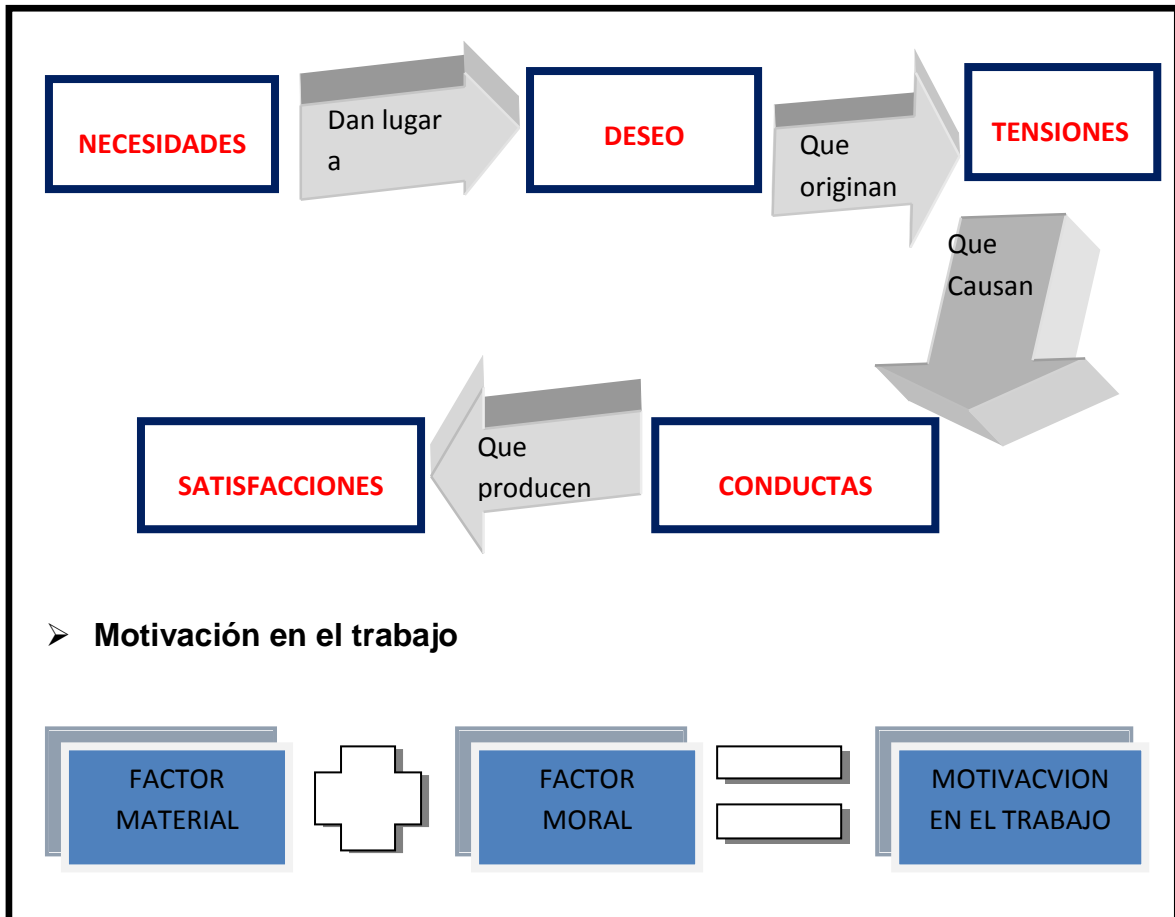 NECESIDADES
Dan lugar
a
DESEO
Que
originan
TENSIONES
Que
Causan
CONDUCTAS
Que
producen
SATISFACCIONES
➢ Motivación en el trabajo
FACTOR
MATERIAL
FACTOR
MORAL
MOTIVACVION
EN EL TRABAJO